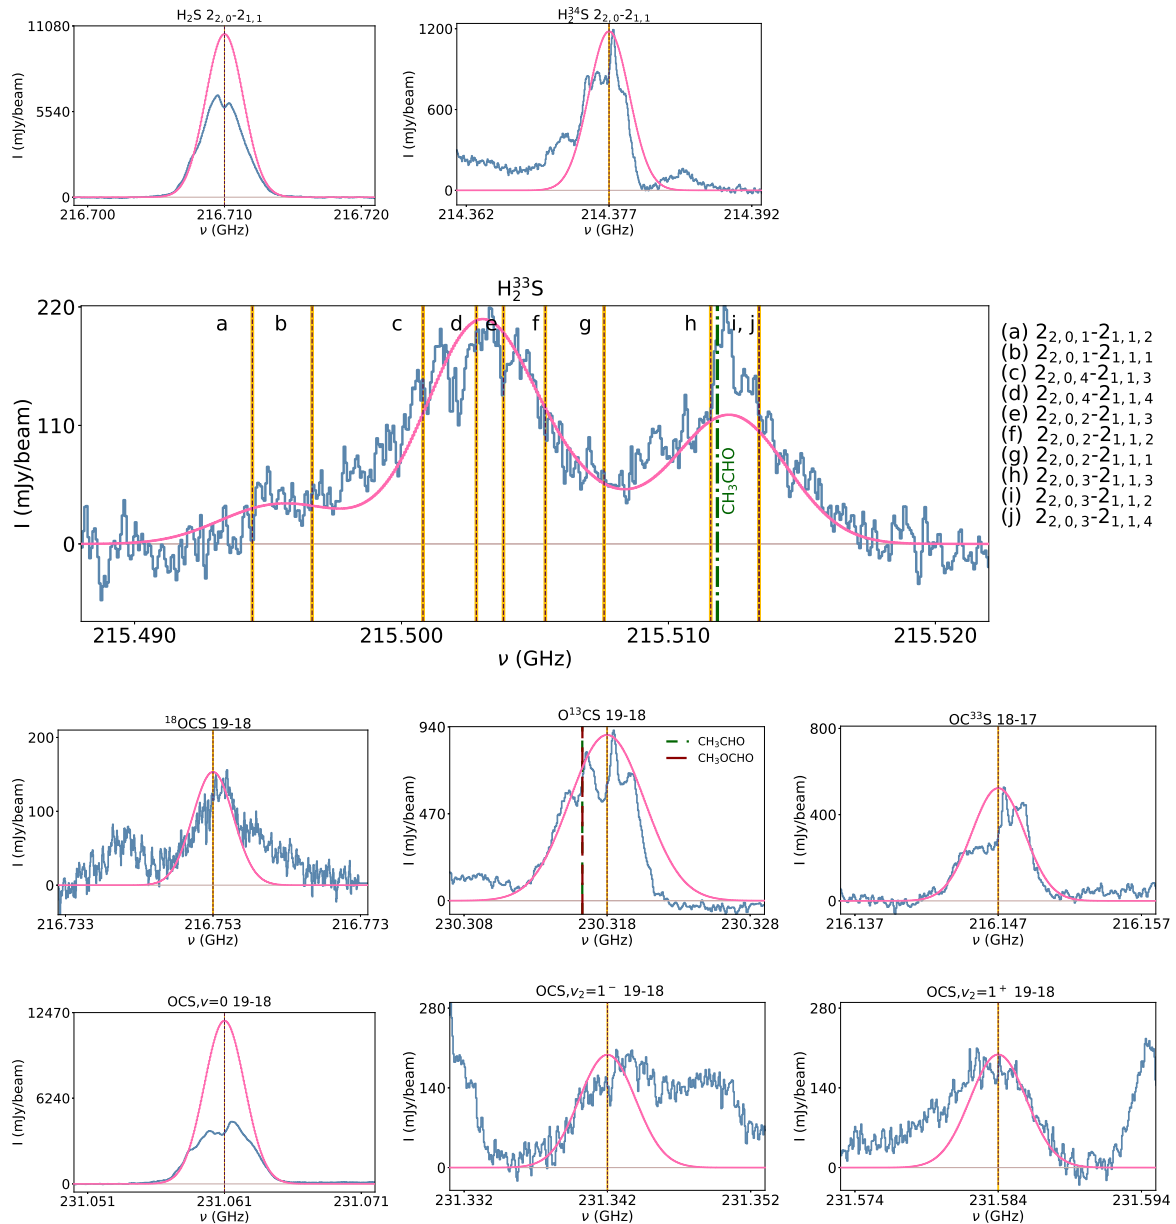 H₂S 2₂,₀-2₁,₁
11080
5540
0
I (mJy/beam)
216.700 216.710 216.720
ν (GHz)
H₂³⁴S 2₂,₀-2₁,₁
1200
600
0
I (mJy/beam)
214.362 214.377 214.392
ν (GHz)
H₂³³S
220
110
0
I (mJy/beam)
a b c d e f g h i, j
CH₃CHO
215.490 215.500 215.510 215.520
ν (GHz)
(a) 2₂,₀,₁-2₁,₁,₂
(b) 2₂,₀,₁-2₁,₁,₁
(c) 2₂,₀,₄-2₁,₁,₃
(d) 2₂,₀,₄-2₁,₁,₄
(e) 2₂,₀,₂-2₁,₁,₃
(f) 2₂,₀,₂-2₁,₁,₂
(g) 2₂,₀,₂-2₁,₁,₁
(h) 2₂,₀,₃-2₁,₁,₃
(i) 2₂,₀,₃-2₁,₁,₂
(j) 2₂,₀,₃-2₁,₁,₄
¹⁸OCS 19-18
200
100
0
I (mJy/beam)
216.733 216.753 216.773
ν (GHz)
O¹³CS 19-18
940
470
0
I (mJy/beam)
CH₃CHO
CH₃OCHO
230.308 230.318 230.328
ν (GHz)
OC³³S 18-17
800
400
0
I (mJy/beam)
216.137 216.147 216.157
ν (GHz)
OCS,ν=0 19-18
12470
6240
0
I (mJy/beam)
231.051 231.061 231.071
ν (GHz)
OCS,ν₂=1⁻ 19-18
280
140
0
I (mJy/beam)
231.332 231.342 231.352
ν (GHz)
OCS,ν₂=1⁺ 19-18
280
140
0
I (mJy/beam)
231.574 231.584 231.594
ν (GHz)